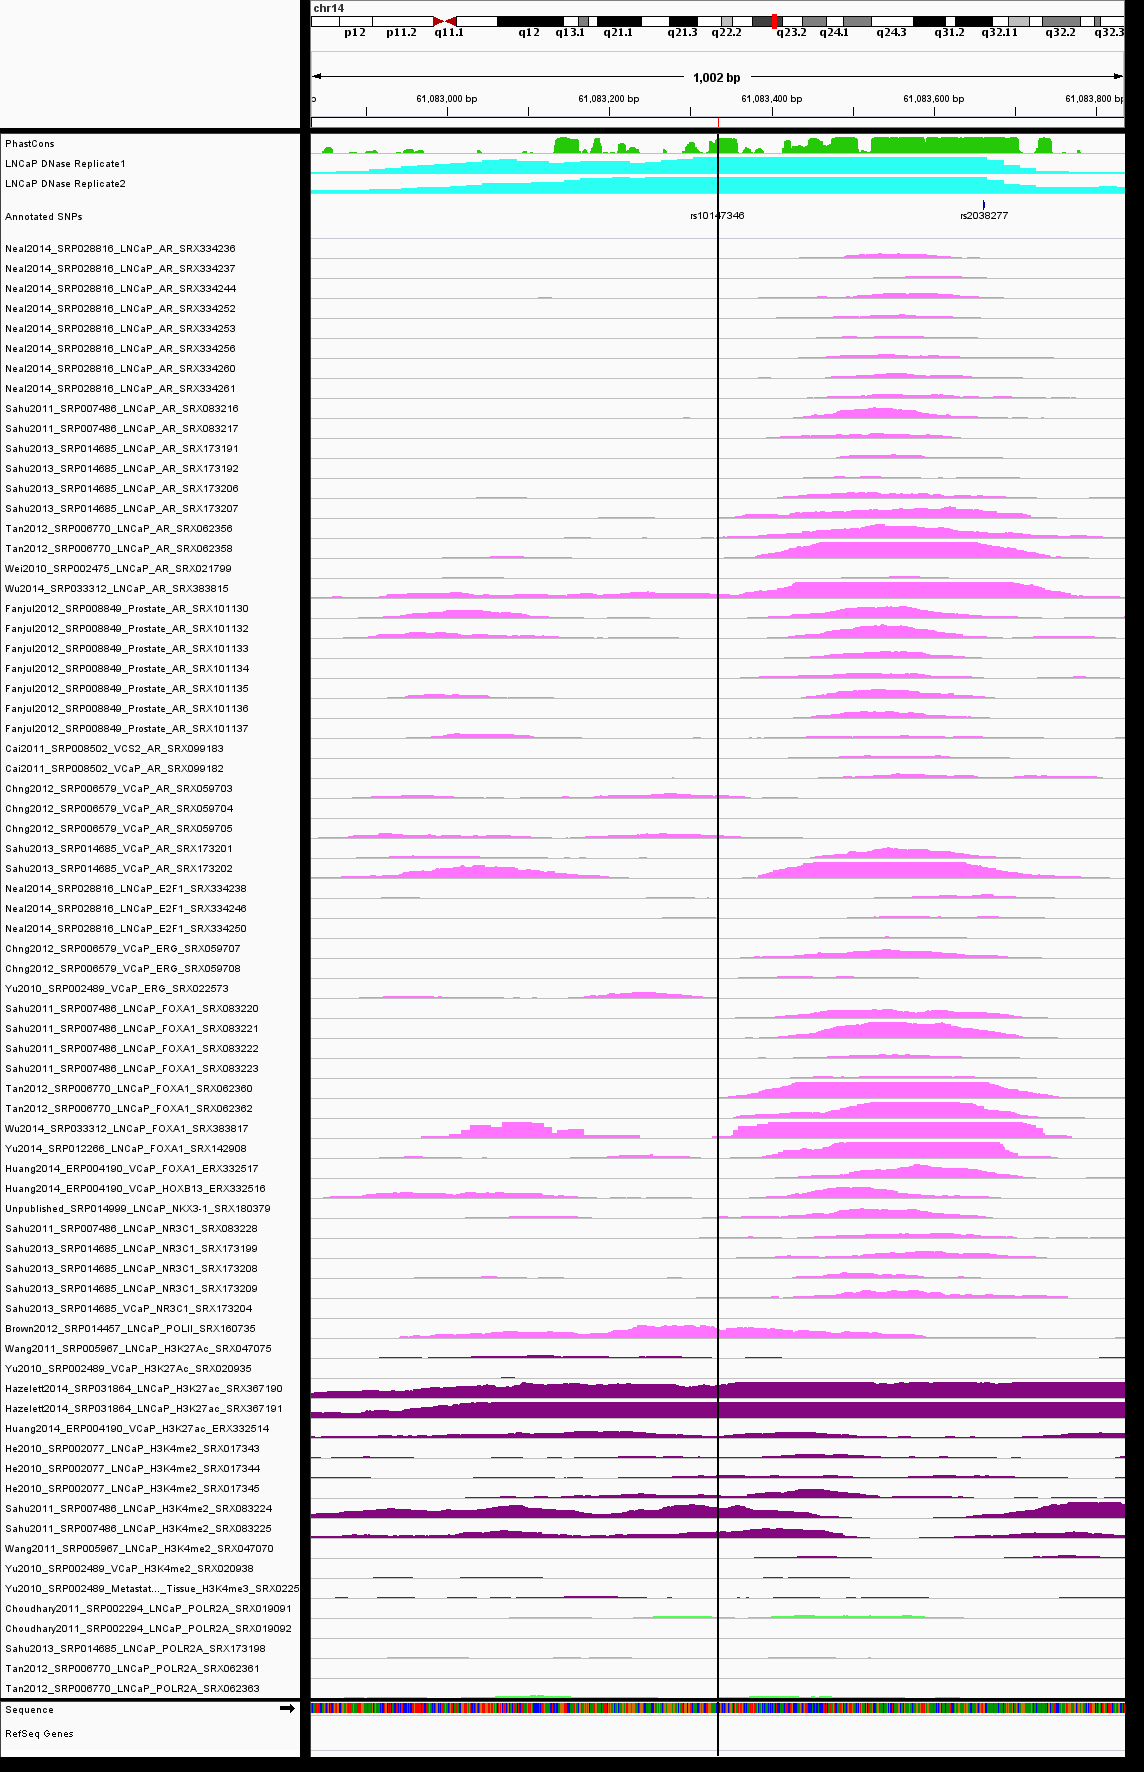 chr14
p12 p11.2 q11.1 q12 q13.1 q21.1 q21.3 q22.2 q23.2 q24.1 q24.3 q31.2 q32.11 q32.2 q32.3
1,002 bp
61,083,000 bp 61,083,200 bp 61,083,400 bp 61,083,600 bp 61,083,800 bp
PhastCons
LNCaP DNase Replicate1
LNCaP DNase Replicate2
Annotated SNPs rs10147346 rs2038277
Neal2014_SRP028816_LNCaP_AR_SRX334236
Neal2014_SRP028816_LNCaP_AR_SRX334237
Neal2014_SRP028816_LNCaP_AR_SRX334244
Neal2014_SRP028816_LNCaP_AR_SRX334252
Neal2014_SRP028816_LNCaP_AR_SRX334253
Neal2014_SRP028816_LNCaP_AR_SRX334256
Neal2014_SRP028816_LNCaP_AR_SRX334260
Neal2014_SRP028816_LNCaP_AR_SRX334261
Sahu2011_SRP007486_LNCaP_AR_SRX083216
Sahu2011_SRP007486_LNCaP_AR_SRX083217
Sahu2013_SRP014685_LNCaP_AR_SRX173191
Sahu2013_SRP014685_LNCaP_AR_SRX173192
Sahu2013_SRP014685_LNCaP_AR_SRX173206
Sahu2013_SRP014685_LNCaP_AR_SRX173207
Tan2012_SRP006770_LNCaP_AR_SRX062356
Tan2012_SRP006770_LNCaP_AR_SRX062358
Wei2010_SRP002475_LNCaP_AR_SRX021799
Wu2014_SRP033312_LNCaP_AR_SRX383815
Fanjul2012_SRP008849_Prostate_AR_SRX101130
Fanjul2012_SRP008849_Prostate_AR_SRX101132
Fanjul2012_SRP008849_Prostate_AR_SRX101133
Fanjul2012_SRP008849_Prostate_AR_SRX101134
Fanjul2012_SRP008849_Prostate_AR_SRX101135
Fanjul2012_SRP008849_Prostate_AR_SRX101136
Fanjul2012_SRP008849_Prostate_AR_SRX101137
Cai2011_SRP008502_VCS2_AR_SRX099183
Cai2011_SRP008502_VCaP_AR_SRX099182
Chng2012_SRP006579_VCaP_AR_SRX059703
Chng2012_SRP006579_VCaP_AR_SRX059704
Chng2012_SRP006579_VCaP_AR_SRX059705
Sahu2013_SRP014685_VCaP_AR_SRX173201
Sahu2013_SRP014685_VCaP_AR_SRX173202
Neal2014_SRP028816_LNCaP_E2F1_SRX334238
Neal2014_SRP028816_LNCaP_E2F1_SRX334246
Neal2014_SRP028816_LNCaP_E2F1_SRX334250
Chng2012_SRP006579_VCaP_ERG_SRX059707
Chng2012_SRP006579_VCaP_ERG_SRX059708
Yu2010_SRP002489_VCaP_ERG_SRX022573
Sahu2011_SRP007486_LNCaP_FOXA1_SRX083220
Sahu2011_SRP007486_LNCaP_FOXA1_SRX083221
Sahu2011_SRP007486_LNCaP_FOXA1_SRX083222
Sahu2011_SRP007486_LNCaP_FOXA1_SRX083223
Tan2012_SRP006770_LNCaP_FOXA1_SRX062360
Tan2012_SRP006770_LNCaP_FOXA1_SRX062362
Wu2014_SRP033312_LNCaP_FOXA1_SRX383817
Yu2014_SRP012266_LNCaP_FOXA1_SRX142908
Huang2014_ERP004190_VCaP_FOXA1_ERX332517
Huang2014_ERP004190_VCaP_HOXB13_ERX332516
Unpublished_SRP014999_LNCaP_NKX3-1_SRX180379
Sahu2011_SRP007486_LNCaP_NR3C1_SRX083228
Sahu2013_SRP014685_LNCaP_NR3C1_SRX173199
Sahu2013_SRP014685_LNCaP_NR3C1_SRX173208
Sahu2013_SRP014685_LNCaP_NR3C1_SRX173209
Sahu2013_SRP014685_VCaP_NR3C1_SRX173204
Brown2012_SRP014457_LNCaP_POLII_SRX160735
Wang2011_SRP005967_LNCaP_H3K27Ac_SRX047075
Yu2010_SRP002489_VCaP_H3K27Ac_SRX020935
Hazelett2014_SRP031864_LNCaP_H3K27ac_SRX367190
Hazelett2014_SRP031864_LNCaP_H3K27ac_SRX367191
Huang2014_ERP004190_VCaP_H3K27ac_ERX332514
He2010_SRP002077_LNCaP_H3K4me2_SRX017343
He2010_SRP002077_LNCaP_H3K4me2_SRX017344
He2010_SRP002077_LNCaP_H3K4me2_SRX017345
Sahu2011_SRP007486_LNCaP_H3K4me2_SRX083224
Sahu2011_SRP007486_LNCaP_H3K4me2_SRX083225
Wang2011_SRP005967_LNCaP_H3K4me2_SRX047070
Yu2010_SRP002489_VCaP_H3K4me2_SRX020938
Yu2010_SRP002489_Metastat..._Tissue_H3K4me3_SRX0225
Choudhary2011_SRP002294_LNCaP_POLR2A_SRX019091
Choudhary2011_SRP002294_LNCaP_POLR2A_SRX019092
Sahu2013_SRP014685_LNCaP_POLR2A_SRX173198
Tan2012_SRP006770_LNCaP_POLR2A_SRX062361
Tan2012_SRP006770_LNCaP_POLR2A_SRX062363
Sequence
RefSeq Genes